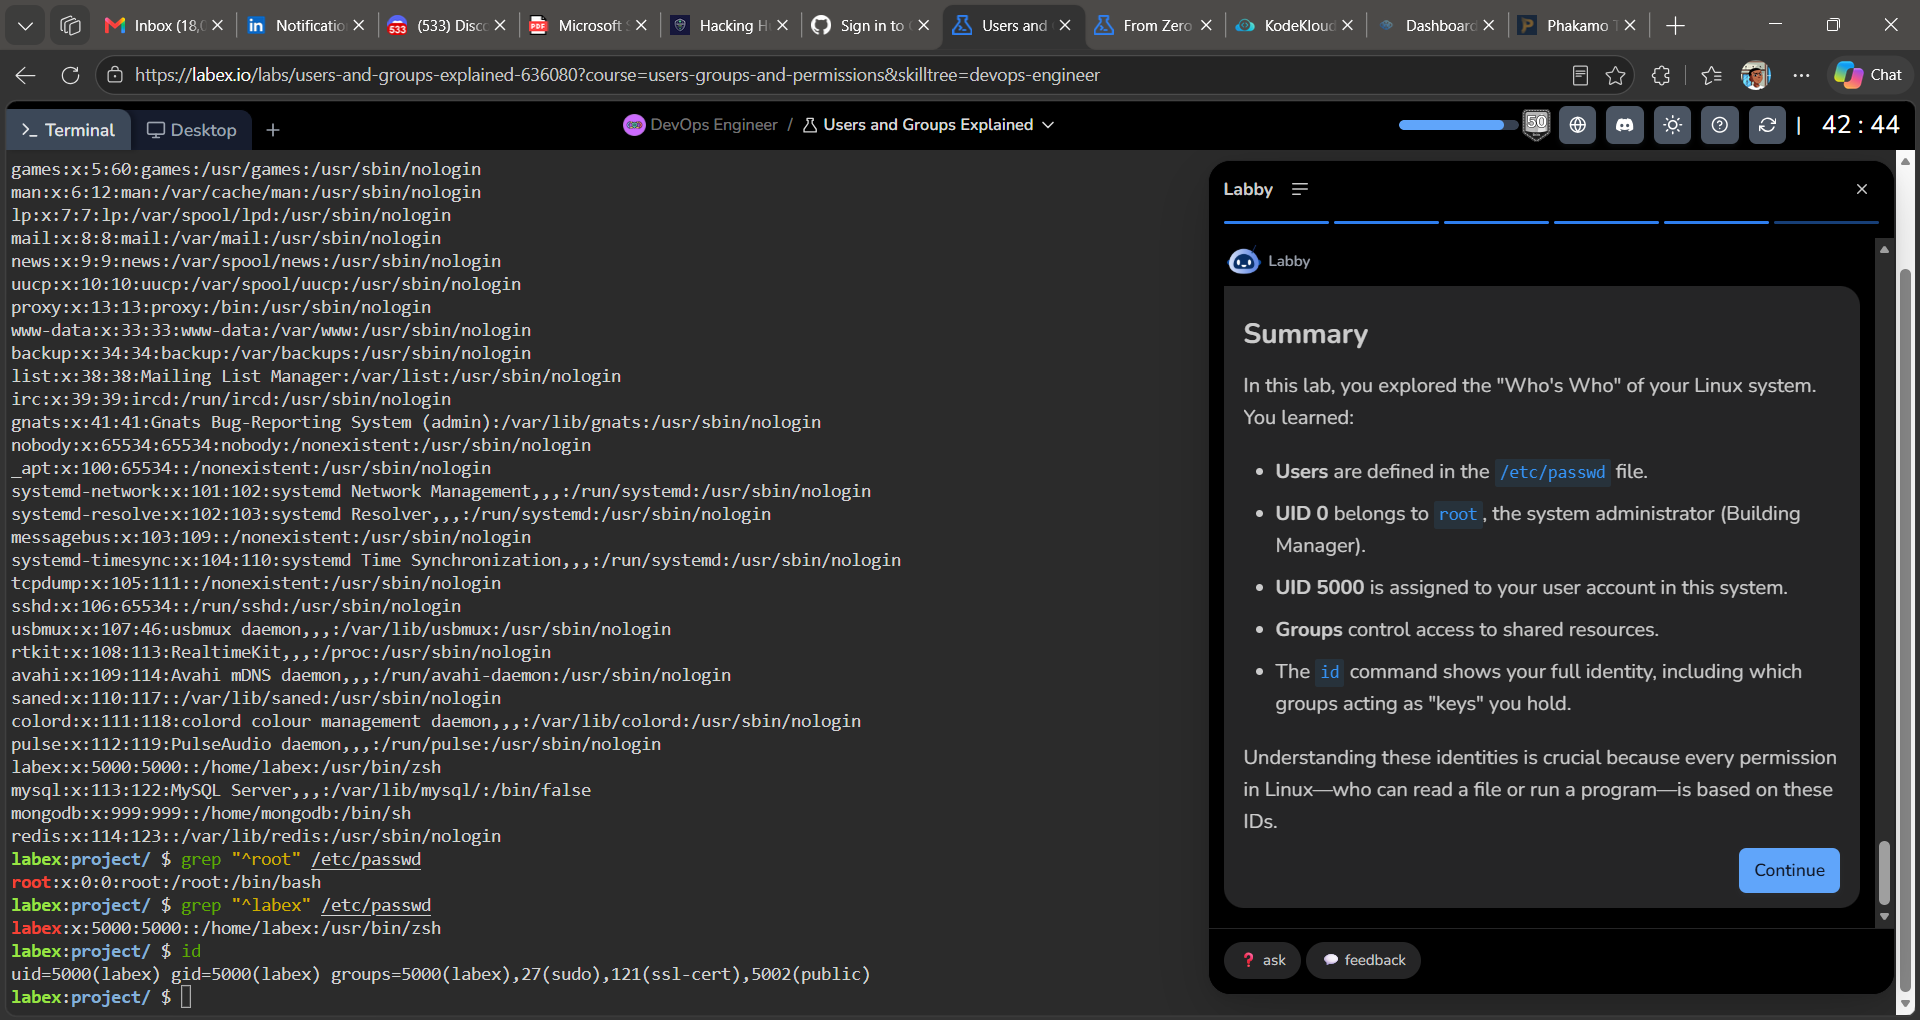 Inbox (18,
Notificatio
533
(533) Disc
Microsoft
Hacking H
Sign in to
Users and
From Zero
KodeKloud
Dashboard
Phakamo
https://labex.io/labs/users-and-groups-explained-636080?course=users-groups-and-permissions&skilltree=devops-engineer
Chat
>_ Terminal
Desktop
DevOps Engineer / Users and Groups Explained
50
42 : 44
games:x:5:60:games:/usr/games:/usr/sbin/nologin
man:x:6:12:man:/var/cache/man:/usr/sbin/nologin
lp:x:7:7:lp:/var/spool/lpd:/usr/sbin/nologin
mail:x:8:8:mail:/var/mail:/usr/sbin/nologin
news:x:9:9:news:/var/spool/news:/usr/sbin/nologin
uucp:x:10:10:uucp:/var/spool/uucp:/usr/sbin/nologin
proxy:x:13:13:proxy:/bin:/usr/sbin/nologin
www-data:x:33:33:www-data:/var/www:/usr/sbin/nologin
backup:x:34:34:backup:/var/backups:/usr/sbin/nologin
list:x:38:38:Mailing List Manager:/var/list:/usr/sbin/nologin
irc:x:39:39:ircd:/run/ircd:/usr/sbin/nologin
gnats:x:41:41:Gnats Bug-Reporting System (admin):/var/lib/gnats:/usr/sbin/nologin
nobody:x:65534:65534:nobody:/nonexistent:/usr/sbin/nologin
_apt:x:100:65534::/nonexistent:/usr/sbin/nologin
systemd-network:x:101:102:systemd Network Management,,,:/run/systemd:/usr/sbin/nologin
systemd-resolve:x:102:103:systemd Resolver,,,:/run/systemd:/usr/sbin/nologin
messagebus:x:103:109::/nonexistent:/usr/sbin/nologin
systemd-timesync:x:104:110:systemd Time Synchronization,,,:/run/systemd:/usr/sbin/nologin
tcpdump:x:105:111::/nonexistent:/usr/sbin/nologin
sshd:x:106:65534::/run/sshd:/usr/sbin/nologin
usbmux:x:107:46:usbmux daemon,,,:/var/lib/usbmux:/usr/sbin/nologin
rtkit:x:108:113:RealtimeKit,,,:/proc:/usr/sbin/nologin
avahi:x:109:114:Avahi mDNS daemon,,,:/run/avahi-daemon:/usr/sbin/nologin
saned:x:110:117::/var/lib/saned:/usr/sbin/nologin
colord:x:111:118:colord colour management daemon,,,:/var/lib/colord:/usr/sbin/nologin
pulse:x:112:119:PulseAudio daemon,,,:/run/pulse:/usr/sbin/nologin
labex:x:5000:5000::/home/labex:/usr/bin/zsh
mysql:x:113:122:MySQL Server,,,:/var/lib/mysql/:/bin/false
mongodb:x:999:999::/home/mongodb:/bin/sh
redis:x:114:123::/var/lib/redis:/usr/sbin/nologin
labex:project/ $ grep "^root" /etc/passwd
root:x:0:0:root:/root:/bin/bash
labex:project/ $ grep "^labex" /etc/passwd
labex:x:5000:5000::/home/labex:/usr/bin/zsh
labex:project/ $ id
uid=5000(labex) gid=5000(labex) groups=5000(labex),27(sudo),121(ssl-cert),5002(public)
labex:project/ $
Labby
Labby
Summary
In this lab, you explored the "Who's Who" of your Linux system.
You learned:
• Users are defined in the /etc/passwd file.
• UID 0 belongs to root, the system administrator (Building
Manager).
• UID 5000 is assigned to your user account in this system.
• Groups control access to shared resources.
• The id command shows your full identity, including which
groups acting as "keys" you hold.
Understanding these identities is crucial because every permission
in Linux—who can read a file or run a program—is based on these
IDs.
Continue
ask
feedback